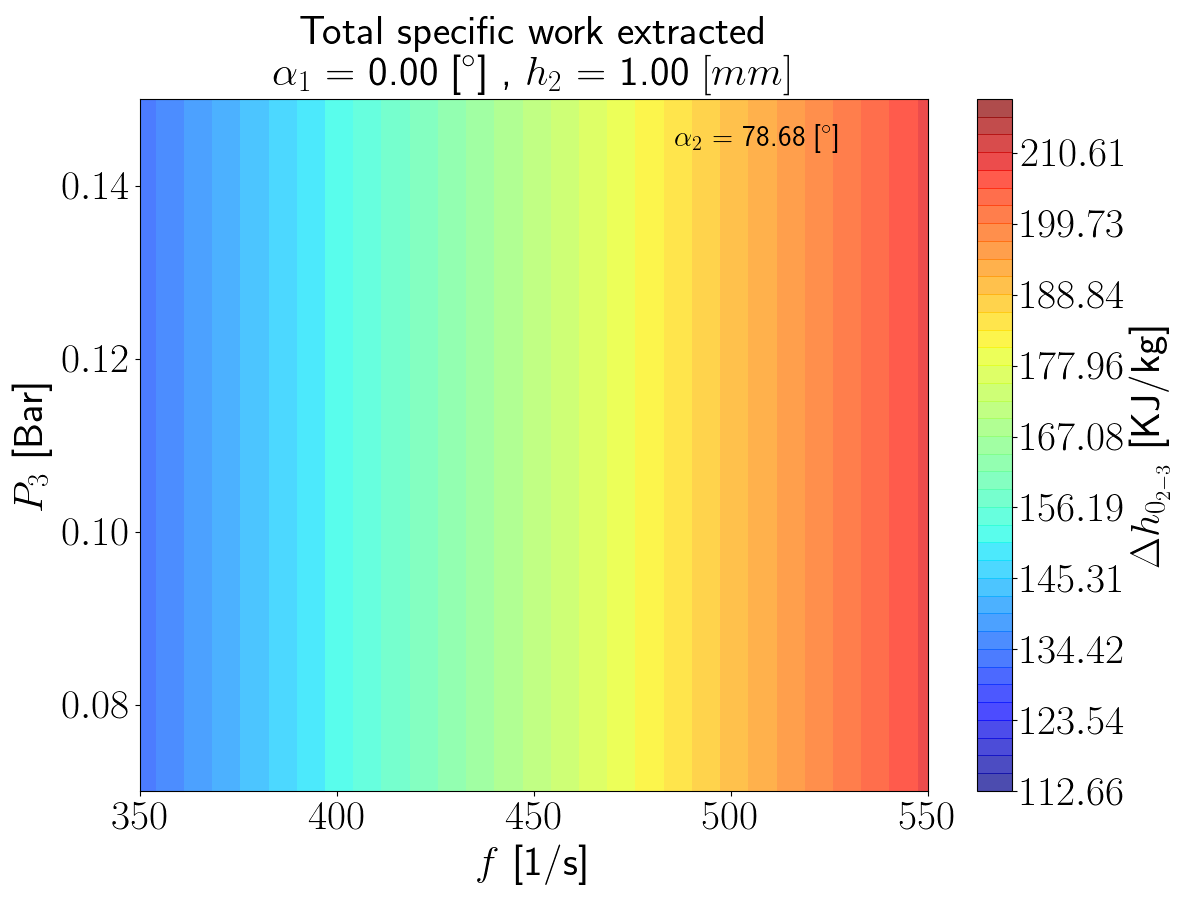 Total specific work extracted
α₁ = 0.00 [°] , h₂ = 1.00 [mm]
α₂ = 78.68 [°]
0.14
0.12
0.10
0.08
P₃ [Bar]
350 400 450 500 550
f [1/s]
210.61
199.73
188.84
177.96
167.08
156.19
145.31
134.42
123.54
112.66
Δh₀₂₋₃ [KJ/kg]